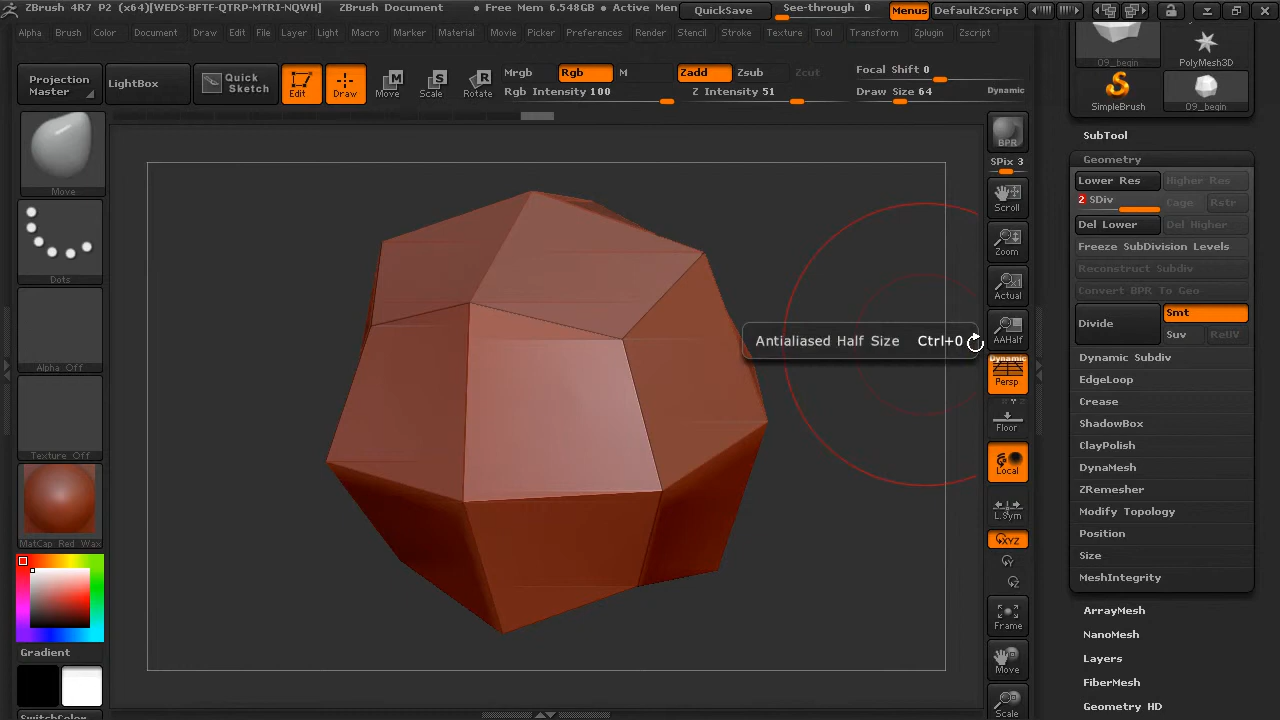 ZBrush 4R7 P2 (x64)[WEDS-BFTF-QTRP-MTRI-NQWH] ZBrush Document • Free Mem 6.548GB • Active Mem QuickSave See-through 0 Menus DefaultZScript
Alpha Brush Color Document Draw Edit File Layer Light Macro Marker Material Movie Picker Preferences Render Stencil Stroke Texture Tool Transform Zplugin Zscript
Projection Master
LightBox
Quick Sketch
Edit
Draw
Move
Scale
Rotate
Mrgb Rgb M
Rgb Intensity 100
Zadd Zsub Zcut
Z Intensity 51
Focal Shift 0
Draw Size 64
Dynamic
Move
Dots
Alpha Off
Texture Off
MatCap Red Wax
Gradient
SwitchColor
Antialiased Half Size Ctrl+0
BPR
SPix 3
Scroll
Zoom
Actual
AAHalf
Dynamic
Persp
Floor
Local
L.Sym
XYZ
Y
Z
Frame
Move
Scale
09_begin
PolyMesh3D
SimpleBrush
09_begin
SubTool
Geometry
Lower Res Higher Res
2 SDiv Cage Rstr
Del Lower Del Higher
Freeze SubDivision Levels
Reconstruct Subdiv
Convert BPR To Geo
Divide
Smt
Suv ReUV
Dynamic Subdiv
EdgeLoop
Crease
ShadowBox
ClayPolish
DynaMesh
ZRemesher
Modify Topology
Position
Size
MeshIntegrity
ArrayMesh
NanoMesh
Layers
FiberMesh
Geometry HD